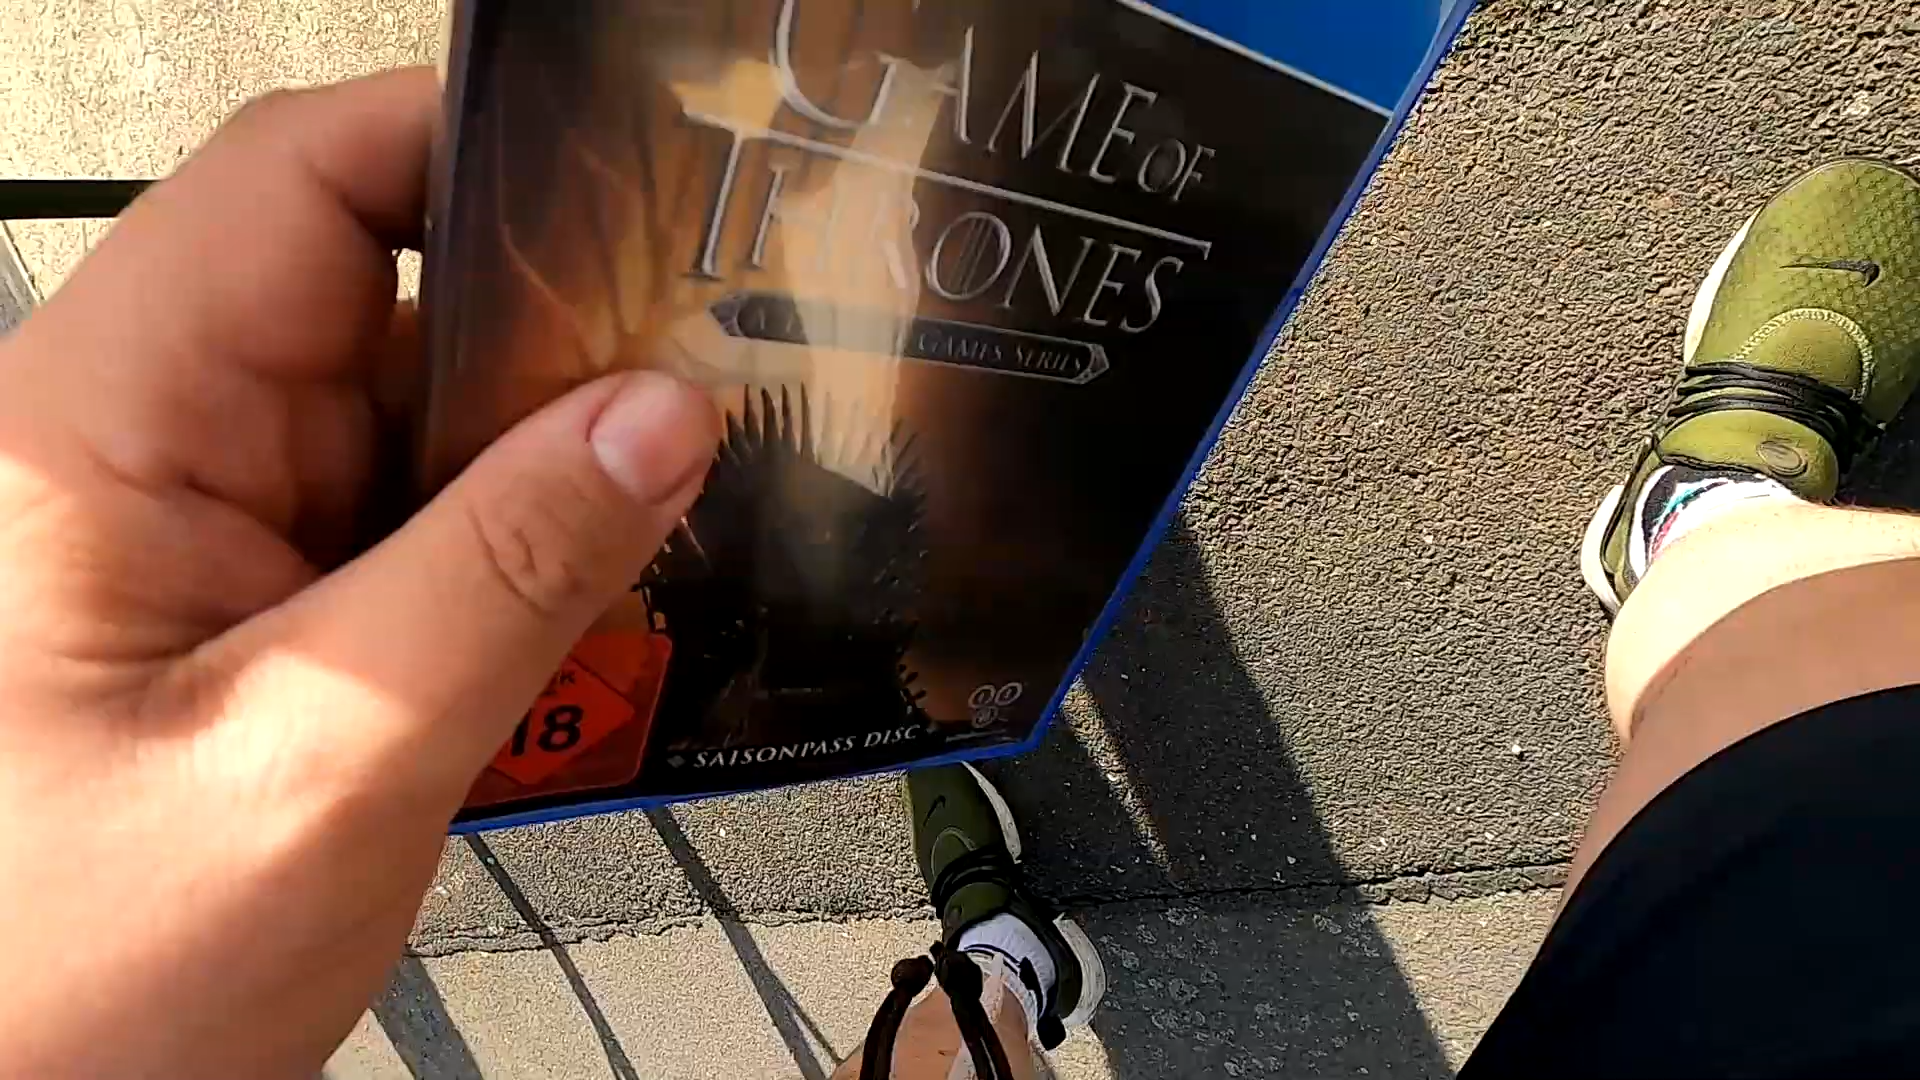 GAME OF
THRONES
GAMES SERIES
18
SAISONPASS DISC